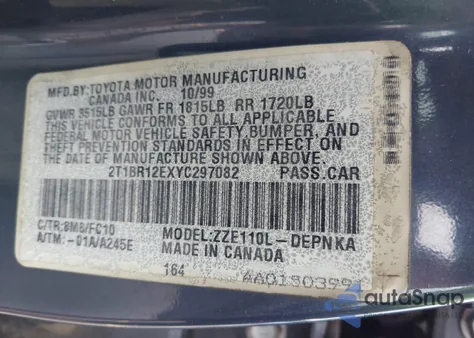 MFD.BY:TOYOTA MOTOR MANUFACTURING
CANADA INC. 10/99
GVWR 3515LB GAWR FR 1815LB RR 1720LB
THIS VEHICLE CONFORMS TO ALL APPLICABLE
FEDERAL MOTOR VEHICLE SAFETY,BUMPER, AND
THEFT PREVENTION STANDARDS IN EFFECT ON
THE DATE OF MANUFACTURE SHOWN ABOVE.
2T1BR12EXYC297082 PASS.CAR
C/TR:8M8/FC10 ZZE110L-DEPNKA
A/TM:-01A/A245E MADE IN CANADA
164 AA0150399
autoSnap